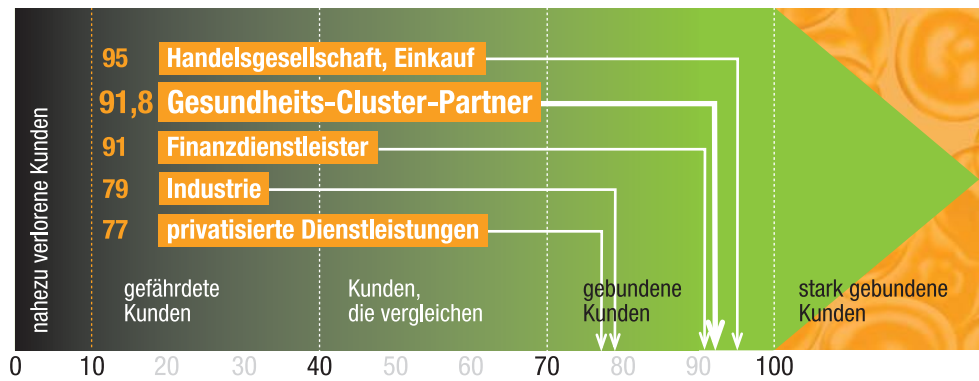 nahezu verlorene Kunden
95 Handelsgesellschaft, Einkauf
91,8 Gesundheits-Cluster-Partner
91 Finanzdienstleister
79 Industrie
77 privatisierte Dienstleistungen
gefährdete
Kunden
Kunden,
die vergleichen
gebundene
Kunden
stark gebundene
Kunden
0 10 20 30 40 50 60 70 80 90 100